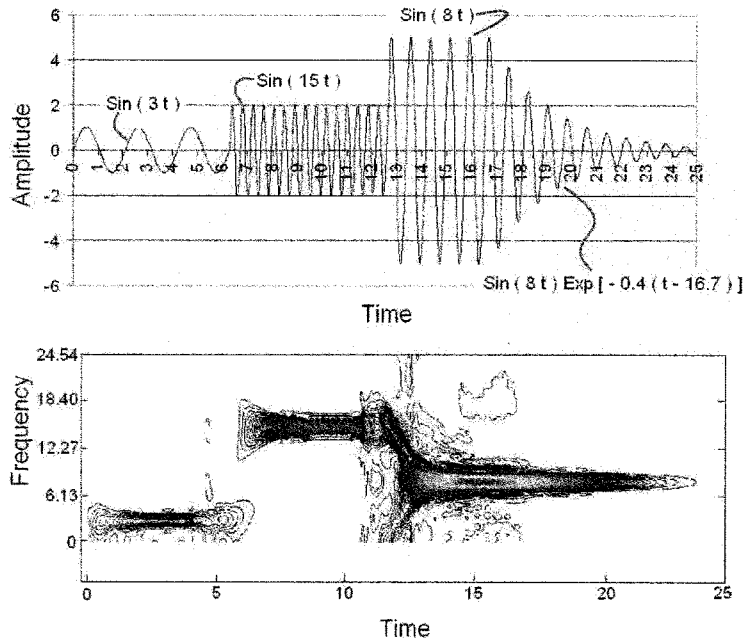 6
Sin ( 8 t )
4
Sin ( 15 t )
2
Sin ( 3 t )
0
0 1 2 3 4 5 6 7 8 9 10 11 12 13 14 15 16 17 18 19 20 21 22 23 24 25
-2
-4
Sin ( 8 t ) Exp [ - 0.4 ( t - 16.7 ) ]
-6
Amplitude
Time
24.54
18.40
12.27
6.13
0
Frequency
0 5 10 15 20 25
Time